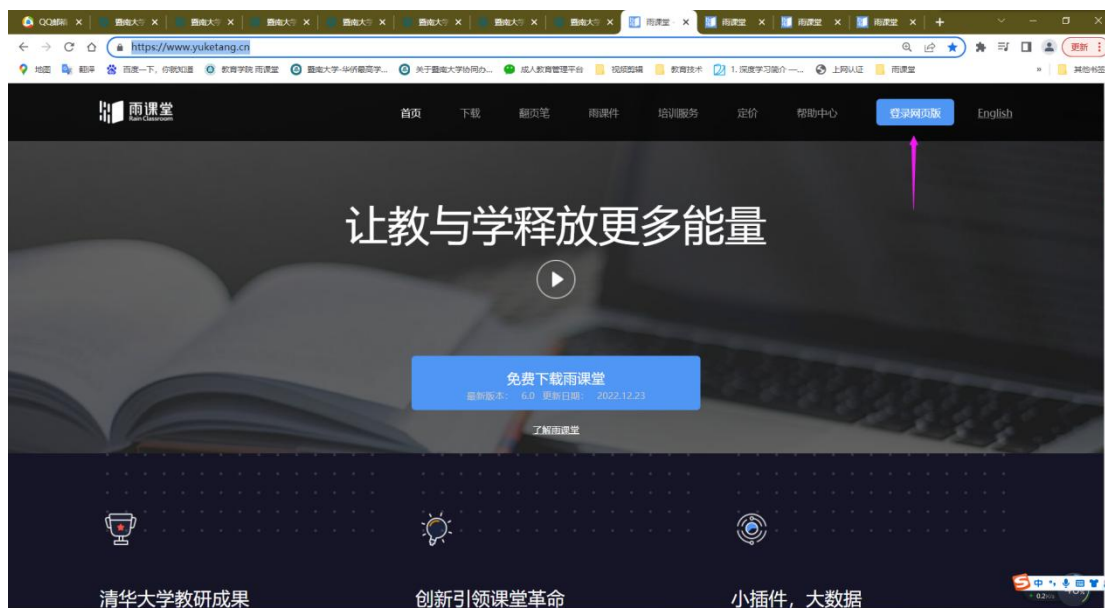 QQ邮箱 暨南大学 暨南大学 暨南大学 暨南大学 暨南大学 暨南大学 暨南大学 雨课堂 雨课堂 雨课堂 雨课堂
https://www.yuketang.cn 更新
地图 翻译 百度一下，你就知道 教育学院 雨课堂 暨南大学-华侨最高学... 关于暨南大学协同办... 成人教育管理平台 视频剪辑 教育技术 1.深度学习简介 —... 上网认证 雨课堂 » 其他书签
雨课堂
Rain Classroom
首页 下载 翻页笔 雨课件 培训服务 定价 帮助中心 登录网页版 English
让教与学释放更多能量
免费下载雨课堂
最新版本： 6.0 更新日期： 2022.12.23
了解雨课堂
清华大学教研成果 创新引领课堂革命 小插件，大数据
中